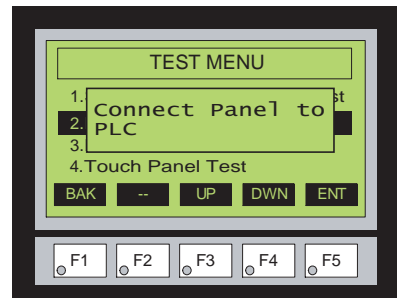 TEST MENU
1. st
Connect Panel to
2.
PLC
3.
4.Touch Panel Test
BAK -- UP DWN ENT
F1 F2 F3 F4 F5